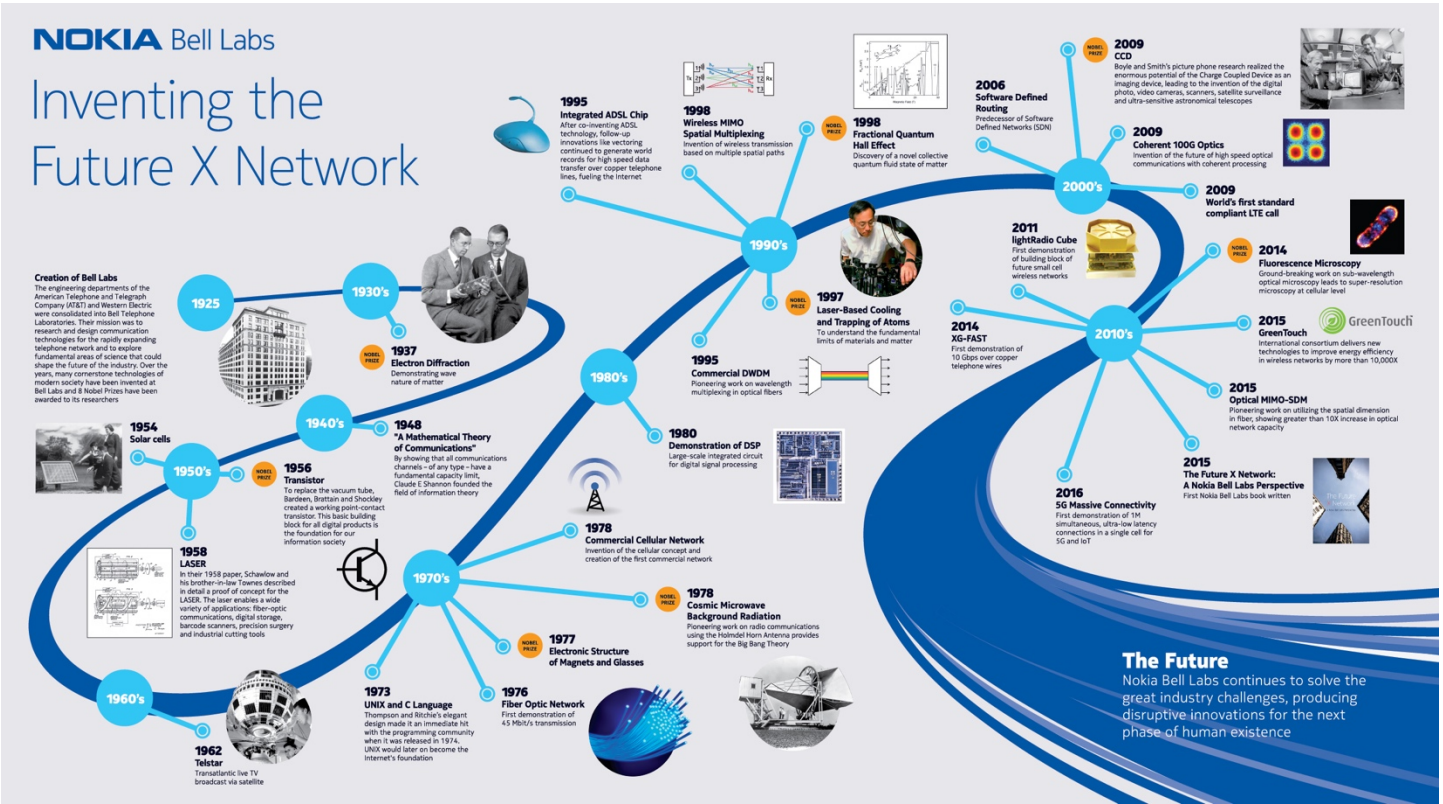 NOKIA Bell Labs
Inventing the
Future X Network
Creation of Bell Labs
The engineering departments of the
American Telephone and Telegraph
Company (AT&T) and Western Electric
were consolidated into Bell Telephone
Laboratories. Their mission was to
research and design communication
technologies for the rapidly expanding
telephone network and to explore
fundamental areas of science that could
shape the future of the industry. Over the
years, many cornerstone technologies of
modern society have been invented at
Bell Labs and 8 Nobel Prizes have been
awarded to its researchers
1925
1930's
NOBEL
PRIZE
1937
Electron Diffraction
Demonstrating wave
nature of matter
1940's
1948
"A Mathematical Theory
of Communications"
By showing that all communications
channels – of any type – have a
fundamental capacity limit,
Claude E Shannon founded the
field of information theory
1950's
1954
Solar cells
NOBEL
PRIZE
1956
Transistor
To replace the vacuum tube,
Bardeen, Brattain and Shockley
created a working point-contact
transistor. This basic building
block for all digital products is
the foundation for our
information society
1958
LASER
In their 1958 paper, Schawlow and
his brother-in-law Townes described
in detail a proof of concept for the
LASER. The laser enables a wide
variety of applications: fiber-optic
communications, digital storage,
barcode scanners, precision surgery
and industrial cutting tools
1960's
1962
Telstar
Transatlantic live TV
broadcast via satellite
1970's
1973
UNIX and C Language
Thompson and Ritchie's elegant
design made it an immediate hit
with the programming community
when it was released in 1974.
UNIX would later on become the
Internet's foundation
1976
Fiber Optic Network
First demonstration of
45 Mbit/s transmission
NOBEL
PRIZE
1977
Electronic Structure
of Magnets and Glasses
NOBEL
PRIZE
1978
Cosmic Microwave
Background Radiation
Pioneering work on radio communications
using the Holmdel Horn Antenna provides
support for the Big Bang Theory
1978
Commercial Cellular Network
Invention of the cellular concept and
creation of the first commercial network
1980's
1980
Demonstration of DSP
Large-scale integrated circuit
for digital signal processing
1990's
1995
Integrated ADSL Chip
After co-inventing ADSL
technology, follow-up
innovations like vectoring
continued to generate world
records for high speed data
transfer over copper telephone
lines, fueling the Internet
Tx
Rx
1998
Wireless MIMO
Spatial Multiplexing
Invention of wireless transmission
based on multiple spatial paths
NOBEL
PRIZE
1998
Fractional Quantum
Hall Effect
Discovery of a novel collective
quantum fluid state of matter
NOBEL
PRIZE
1997
Laser-Based Cooling
and Trapping of Atoms
To understand the fundamental
limits of materials and matter
1995
Commercial DWDM
Pioneering work on wavelength
multiplexing in optical fibers
2000's
2006
Software Defined
Routing
Predecessor of Software
Defined Networks (SDN)
NOBEL
PRIZE
2009
CCD
Boyle and Smith's picture phone research realized the
enormous potential of the Charge Coupled Device as an
imaging device, leading to the invention of the digital
photo, video cameras, scanners, satellite surveillance
and ultra-sensitive astronomical telescopes
2009
Coherent 100G Optics
Invention of the future of high speed optical
communications with coherent processing
2009
World's first standard
compliant LTE call
2010's
2011
lightRadio Cube
First demonstration
of building block of
future small cell
wireless networks
2014
XG-FAST
First demonstration of
10 Gbps over copper
telephone wires
NOBEL
PRIZE
2014
Fluorescence Microscopy
Ground-breaking work on sub-wavelength
optical microscopy leads to super-resolution
microscopy at cellular level
2015
GreenTouch
GreenTouch
International consortium delivers new
technologies to improve energy efficiency
in wireless networks by more than 10,000X
2015
Optical MIMO-SDM
Pioneering work on utilizing the spatial dimension
in fiber, showing greater than 10X increase in optical
network capacity
2015
The Future X Network:
A Nokia Bell Labs Perspective
First Nokia Bell Labs book written
2016
5G Massive Connectivity
First demonstration of 1M
simultaneous, ultra-low latency
connections in a single cell for
5G and IoT
The Future
Nokia Bell Labs continues to solve the
great industry challenges, producing
disruptive innovations for the next
phase of human existence